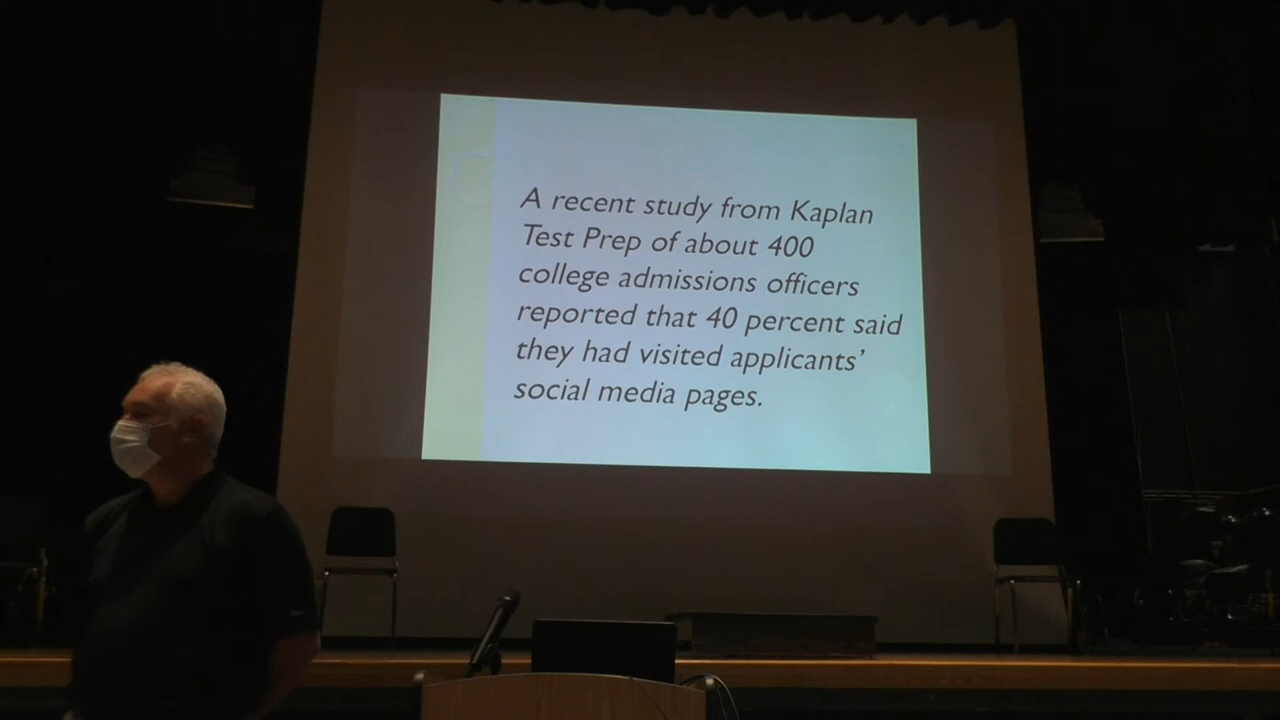 A recent study from Kaplan
Test Prep of about 400
college admissions officers
reported that 40 percent said
they had visited applicants’
social media pages.